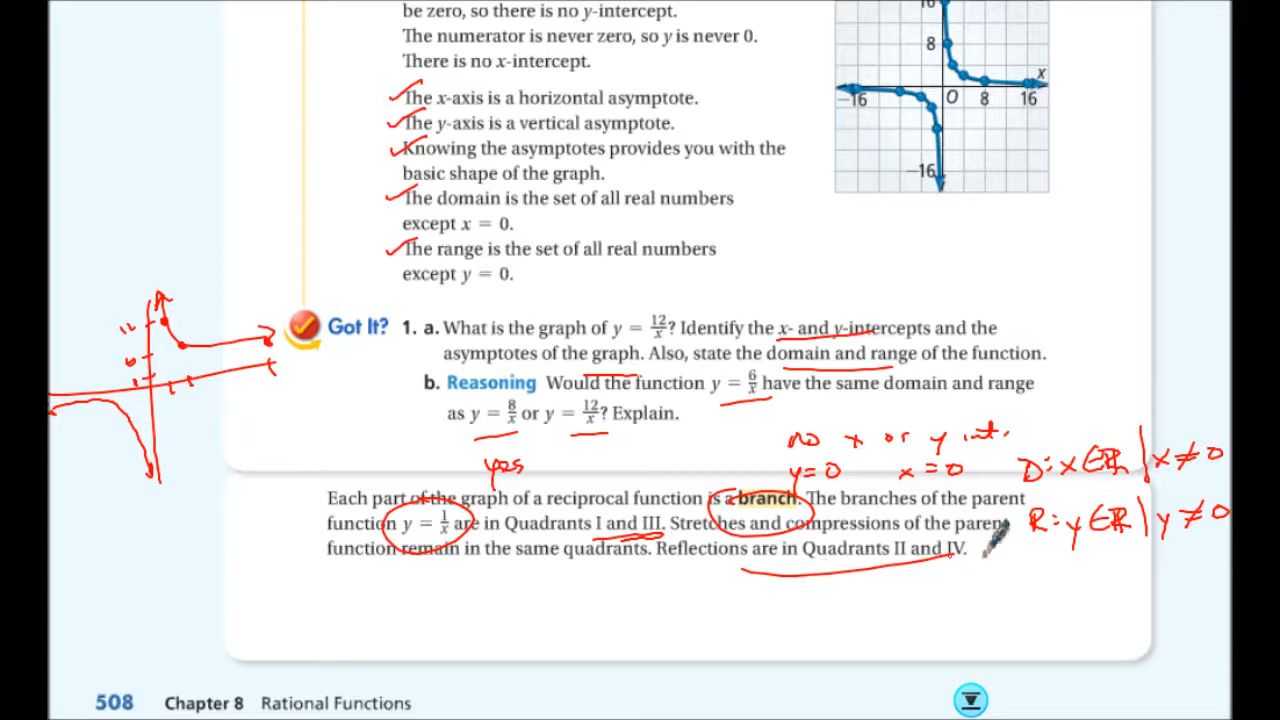 be zero, so there is no y-intercept.
The numerator is never zero, so y is never 0.
There is no x-intercept.
The x-axis is a horizontal asymptote.
The y-axis is a vertical asymptote.
Knowing the asymptotes provides you with the
basic shape of the graph.
The domain is the set of all real numbers
except x = 0.
The range is the set of all real numbers
except y = 0.
16
8
x
−16 O 8 16
−16
Got It? 1. a. What is the graph of y = 12/x? Identify the x- and y-intercepts and the
asymptotes of the graph. Also, state the domain and range of the function.
b. Reasoning Would the function y = 6/x have the same domain and range
as y = 8/x or y = 12/x? Explain.
12
yes
no x or y int.
y=0 x=0
D: x∈ℝ | x≠0
R: y∈ℝ | y≠0
Each part of the graph of a reciprocal function is a branch. The branches of the parent
function y = 1/x are in Quadrants I and III. Stretches and compressions of the parent
function remain in the same quadrants. Reflections are in Quadrants II and IV.
508 Chapter 8 Rational Functions